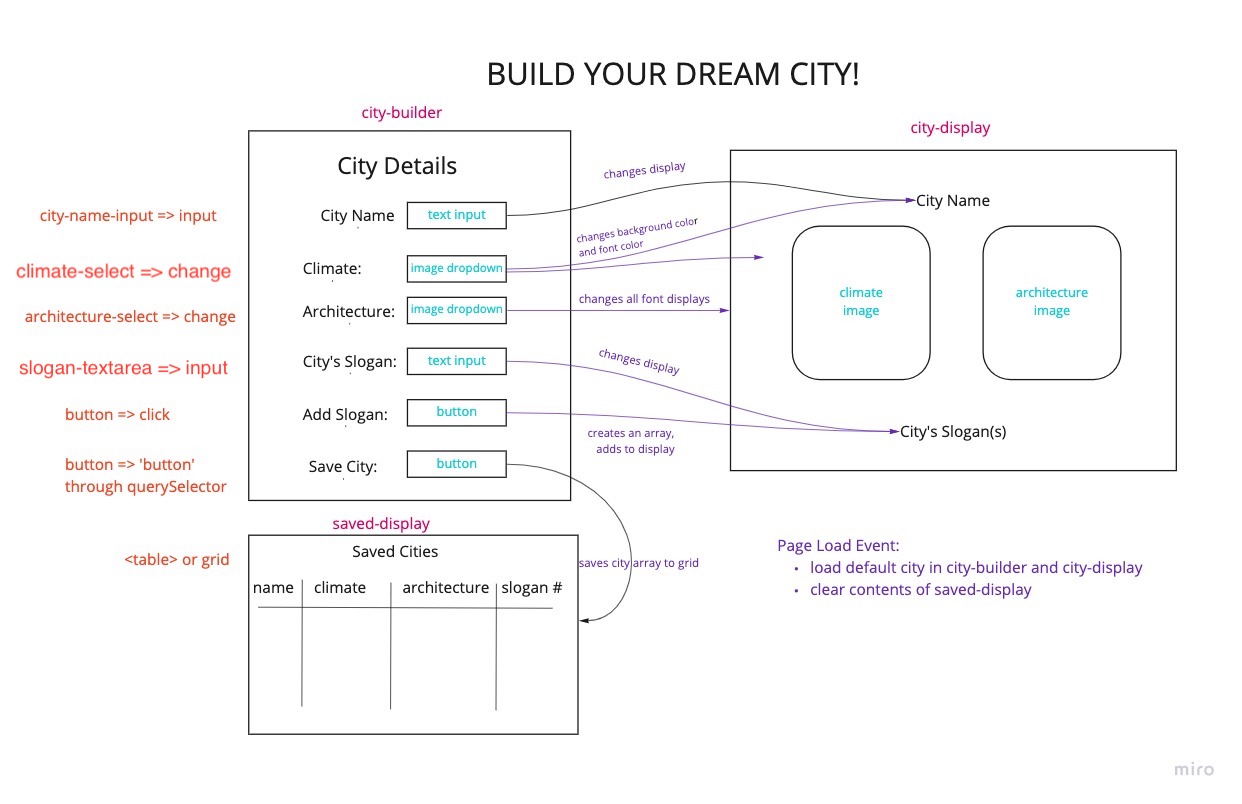 BUILD YOUR DREAM CITY!
city-builder
city-display
City Details
city-name-input => input
City Name
text input
changes display
City Name
climate-select => change
Climate:
image dropdown
changes background color
and font color
architecture-select => change
Architecture:
image dropdown
changes all font displays
climate
image
architecture
image
slogan-textarea => input
City's Slogan:
text input
changes display
button => click
Add Slogan:
button
creates an array,
adds to display
City's Slogan(s)
button => 'button'
through querySelector
Save City:
button
saved-display
<table> or grid
Saved Cities
saves city array to grid
name
climate
architecture
slogan #
Page Load Event:
• load default city in city-builder and city-display
• clear contents of saved-display
miro